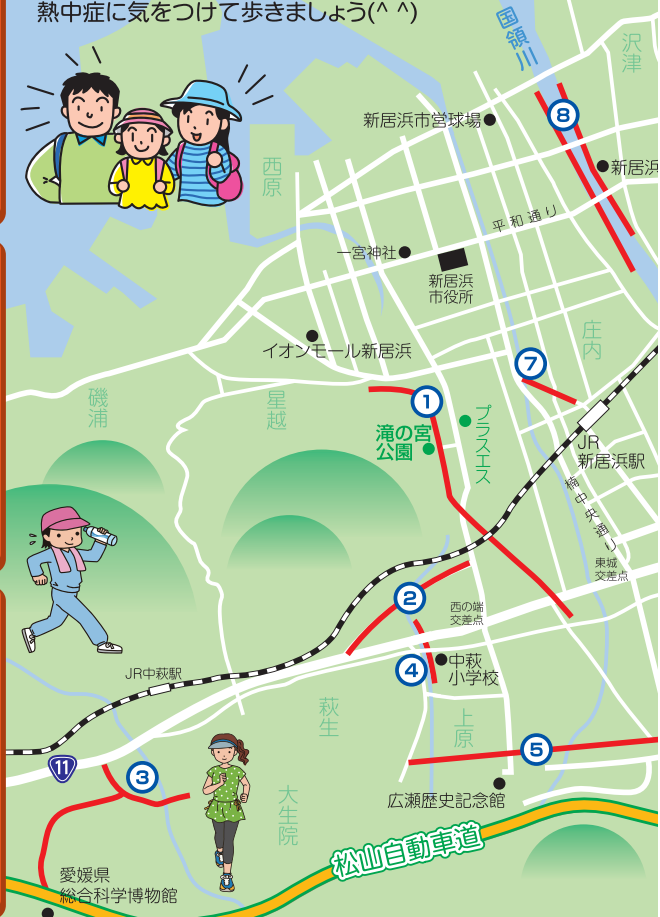 熱中症に気をつけて歩きましょう(^ ^)
国領川
沢津
新居浜市営球場
8
新居浜
西原
平和通り
一宮神社
新居浜
市役所
イオンモール新居浜
庄内
7
磯浦
星越
1
滝の宮
公園
プラスエス
JR
新居浜駅
楠中央通り
東城
交差点
2
西の端
交差点
4
中萩
小学校
JR中萩駅
萩生
上原
11
3
5
大生院
広瀬歴史記念館
松山自動車道
愛媛県
総合科学博物館